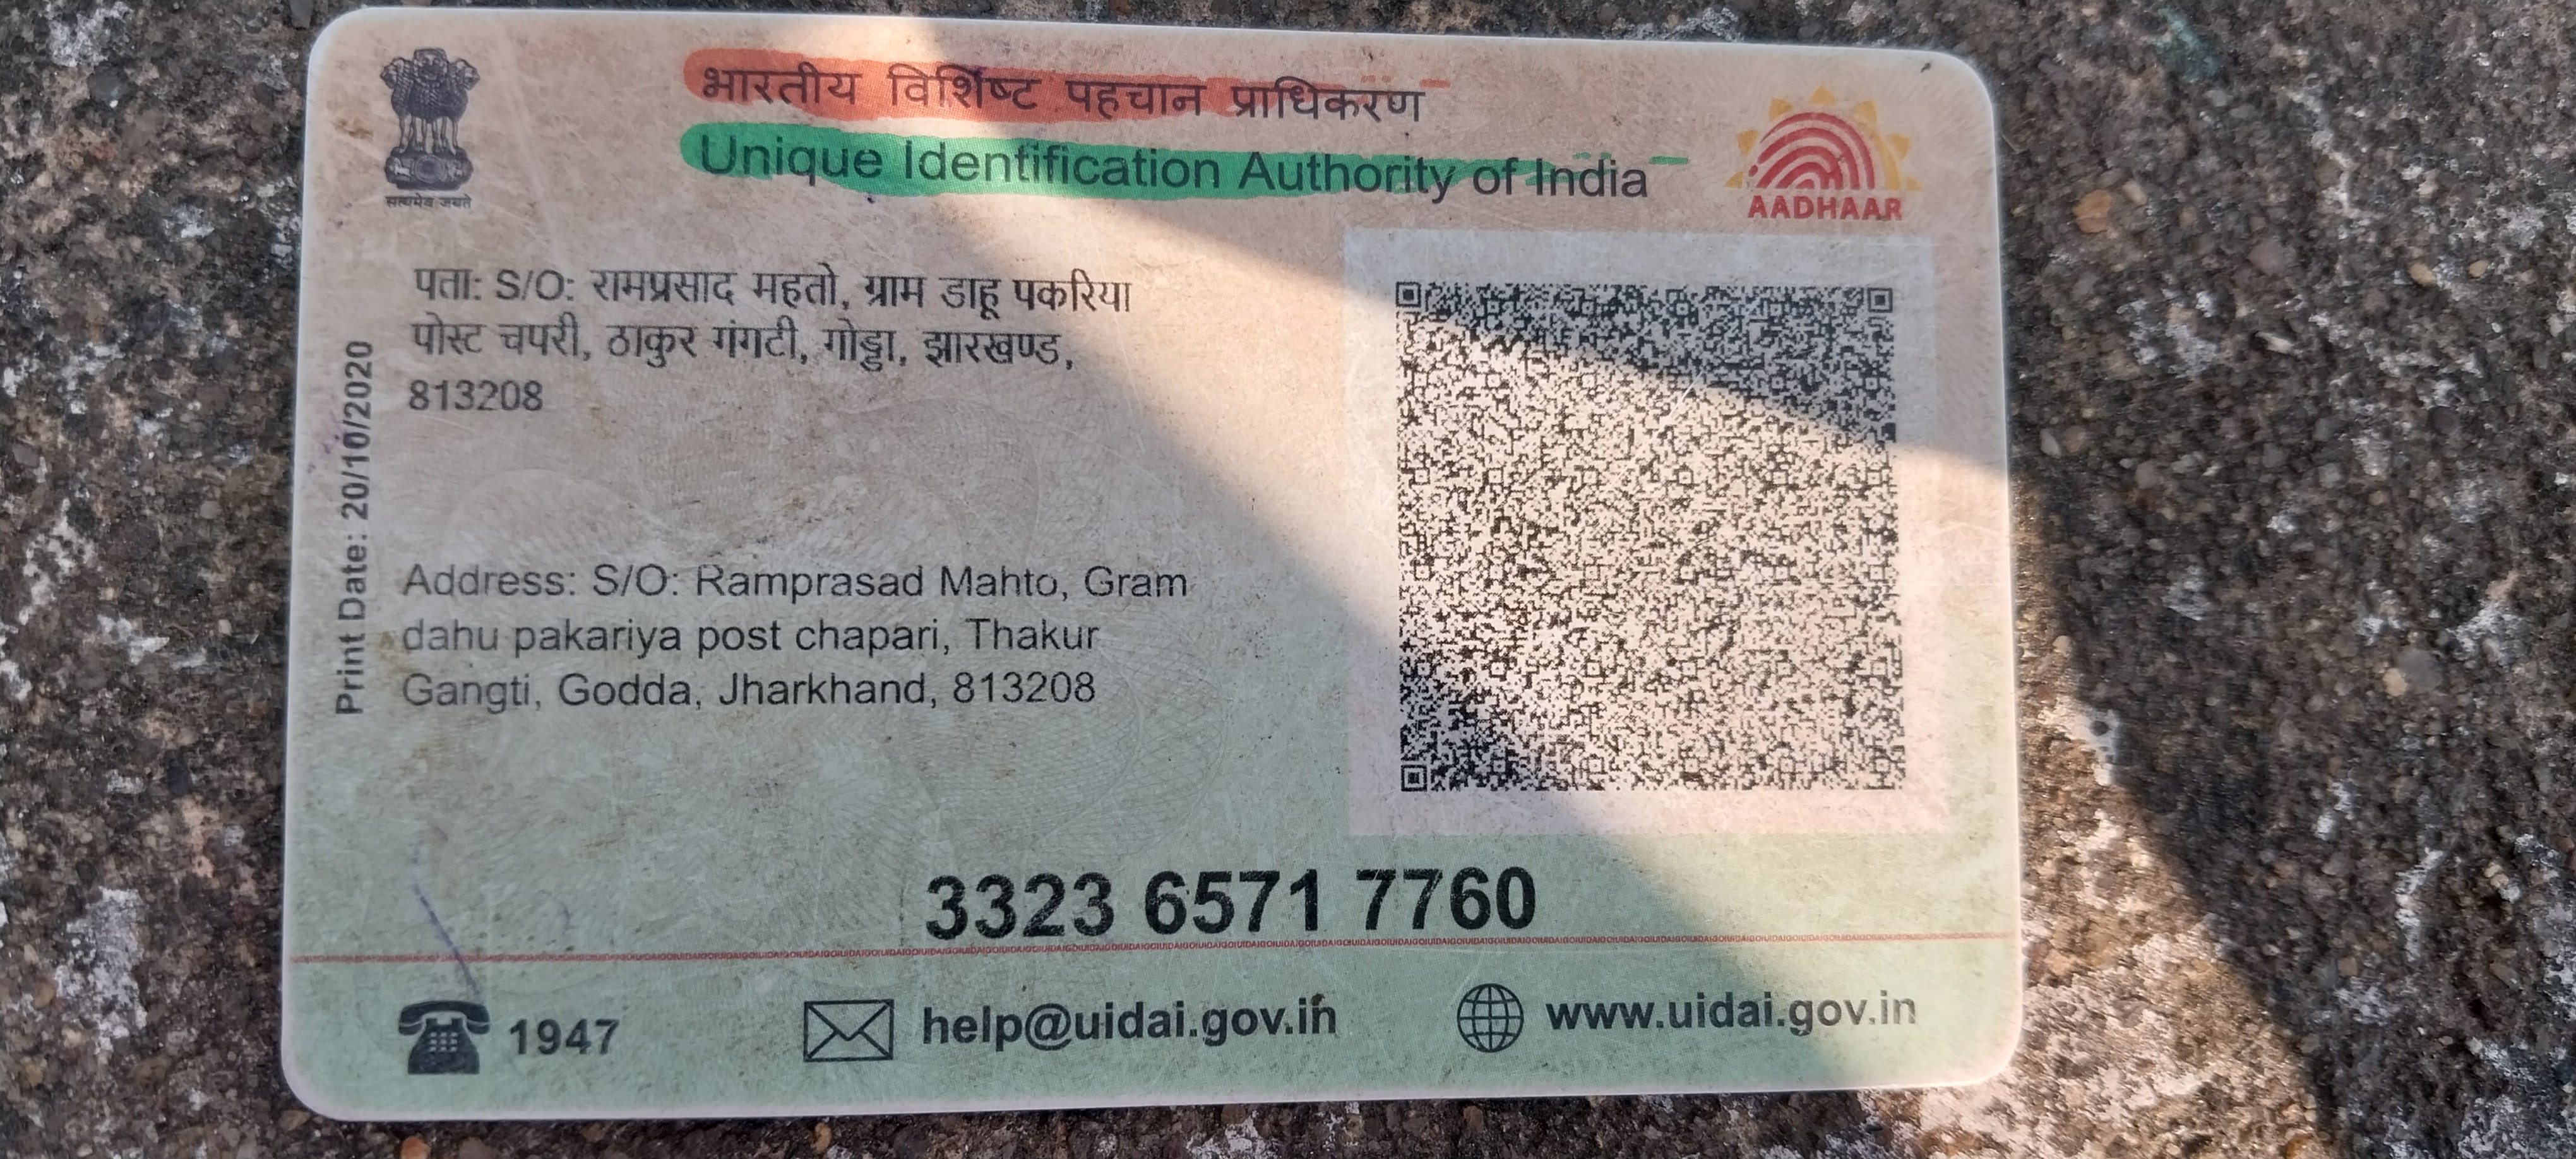 भारतीय विशिष्ट पहचान प्राधिकरण
Unique Identification Authority of India
सत्यमेव जयते
AADHAAR
पता: S/O: रामप्रसाद महतो, ग्राम डाहू पकरिया
पोस्ट चपरी, ठाकुर गंगटी, गोड्डा, झारखण्ड,
813208
Print Date: 20/10/2020
Address: S/O: Ramprasad Mahto, Gram
dahu pakariya post chapari, Thakur
Gangti, Godda, Jharkhand, 813208
3323 6571 7760
1947
help@uidai.gov.in
www.uidai.gov.in